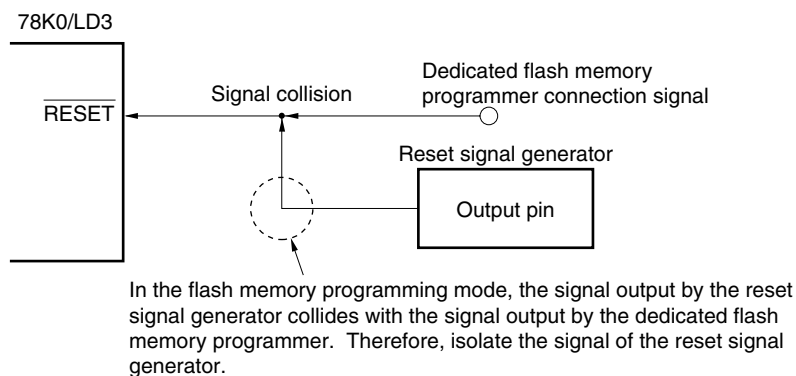 78K0/LD3
Dedicated flash memory
programmer connection signal
Signal collision
RESET
Reset signal generator
Output pin
In the flash memory programming mode, the signal output by the reset
signal generator collides with the signal output by the dedicated flash
memory programmer.  Therefore, isolate the signal of the reset signal
generator.